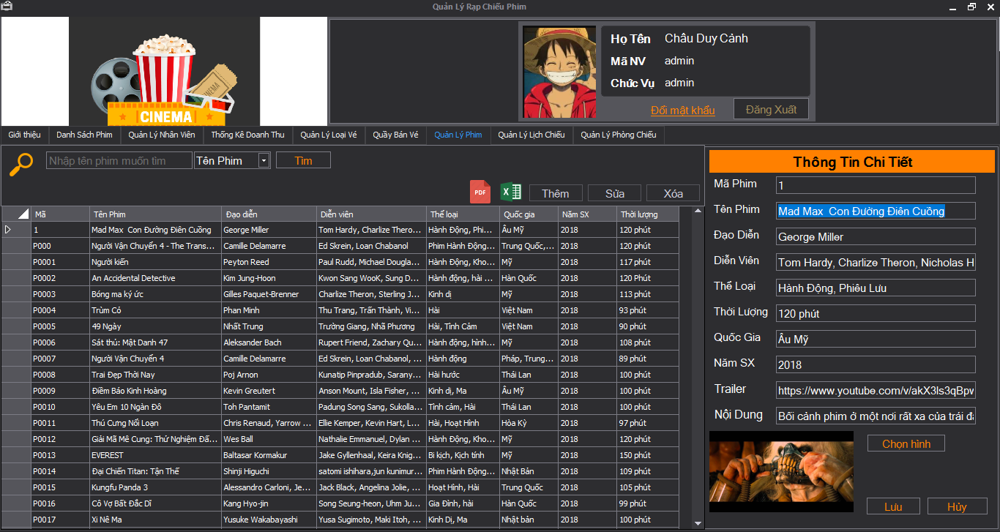 Quản Lý Rạp Chiếu Phim
CINEMA
CINEMA
Họ Tên Châu Duy Cảnh
Mã NV admin
Chức Vụ admin
Đổi mật khẩu Đăng Xuất
Giới thiệu Danh Sách Phim Quản Lý Nhân Viên Thống Kê Doanh Thu Quản Lý Loại Vé Quầy Bán Vé Quản Lý Phim Quản Lý Lịch Chiếu Quản Lý Phòng Chiếu
Nhập tên phim muốn tìm Tên Phim Tìm
PDF X Thêm Sửa Xóa
Mã Tên Phim Đạo diễn Diễn viên Thể loại Quốc gia Năm SX Thời lượng
1 Mad Max Con Đường Điên Cuồng George Miller Tom Hardy, Charlize Thero... Hành Động, Phi... Âu Mỹ 2018 120 phút
P000 Người Vận Chuyển 4 - The Trans... Camille Delamarre Ed Skrein, Loan Chabanol Phim Hành Động... Trung Quốc,... 2018 120 phút
P0001 Người kiến Peyton Reed Paul Rudd, Michael Dougla... Hành Động, Kho... Mỹ 2018 117 phút
P0002 An Accidental Detective Kim Jung-Hoon Kwon Sang WooK, Sung D... Hành động, hài ... Hàn Quốc 2018 120 Phút
P0003 Bóng ma ký ức Gilles Paquet-Brenner Charlize Theron, Sterling J... Kinh dị Mỹ 2018 113 phút
P0004 Trùm Cỏ Phan Minh Thu Trang, Trấn Thành, Vi... Hài Việt Nam 2018 93 phút
P0005 49 Ngày Nhất Trung Trường Giang, Nhã Phương Hài, Tình Cảm Việt Nam 2018 90 phút
P0006 Sát thủ: Mật Danh 47 Aleksander Bach Rupert Friend, Zachary Qu... Hành động, hình... Mỹ 2018 108 phút
P0007 Người Vận Chuyển 4 Camille Delamarre Ed Skrein, Loan Chabanol, ... Hành động Pháp, Trung... 2018 89 phút
P0008 Trai Đẹp Thời Nay Poj Arnon Kunatip Pinpradub, Sarany... Hài hước Thái Lan 2018 100 phút
P0009 Điềm Báo Kinh Hoàng Kevin Greutert Anson Mount, Isla Fisher, ... Kinh dị, Ma Âu Mỹ 2018 100 phút
P0010 Yêu Em 10 Ngàn Đô Toh Pantamit Padung Song Sang, Sukolla... Tình cảm, Hài Thái Lan 2018 100 phút
P0011 Thú Cưng Nổi Loạn Chris Renaud, Yarrow ... Ellie Kemper, Kevin Hart, L... Hài, Hoạt Hình Hòa Kỳ 2018 97 phút
P0012 Giải Mã Mê Cung: Thử Nghiệm Đấ... Wes Ball Nathalie Emmanuel, Dylan ... Hành Động, Kho... Mỹ 2018 120 phút
P0013 EVEREST Baltasar Kormakur Jake Gyllenhaal, Keira Knig... Bi kịch, Kịch tính Mỹ 2018 150 phút
P0014 Đại Chiến Titan: Tận Thế Shinji Higuchi satomi ishihara,jun kunimur... Phim Hành Động... Nhật Bản 2018 109 phút
P0015 Kungfu Panda 3 Alessandro Carloni, Je... Jack Black, Angelina Jolie, ... Hoạt Hình, Hài Trung Quốc 2018 105 phút
P0016 Cô Vợ Bất Đắc Dĩ Kang Hyo-jin Song Seung-heon, Uhm Ju... Gia Đình, hài Hàn Quốc 2018 99 phút
P0017 Xi Nê Ma Yusuke Wakabayashi Yusa Sugimoto, Maki Itoh, ... Kinh Dị, Ma Nhật bản 2018 100 phút
Thông Tin Chi Tiết
Mã Phim 1
Tên Phim Mad Max Con Đường Điên Cuồng
Đạo Diễn George Miller
Diễn Viên Tom Hardy, Charlize Theron, Nicholas H
Thể Loại Hành Động, Phiêu Lưu
Thời Lượng 120 phút
Quốc Gia Âu Mỹ
Năm SX 2018
Trailer https://www.youtube.com/v/akX3Is3qBpw
Nội Dung Bối cảnh phim ở một nơi rất xa của trái đấ
Chọn hình
Lưu Hủy